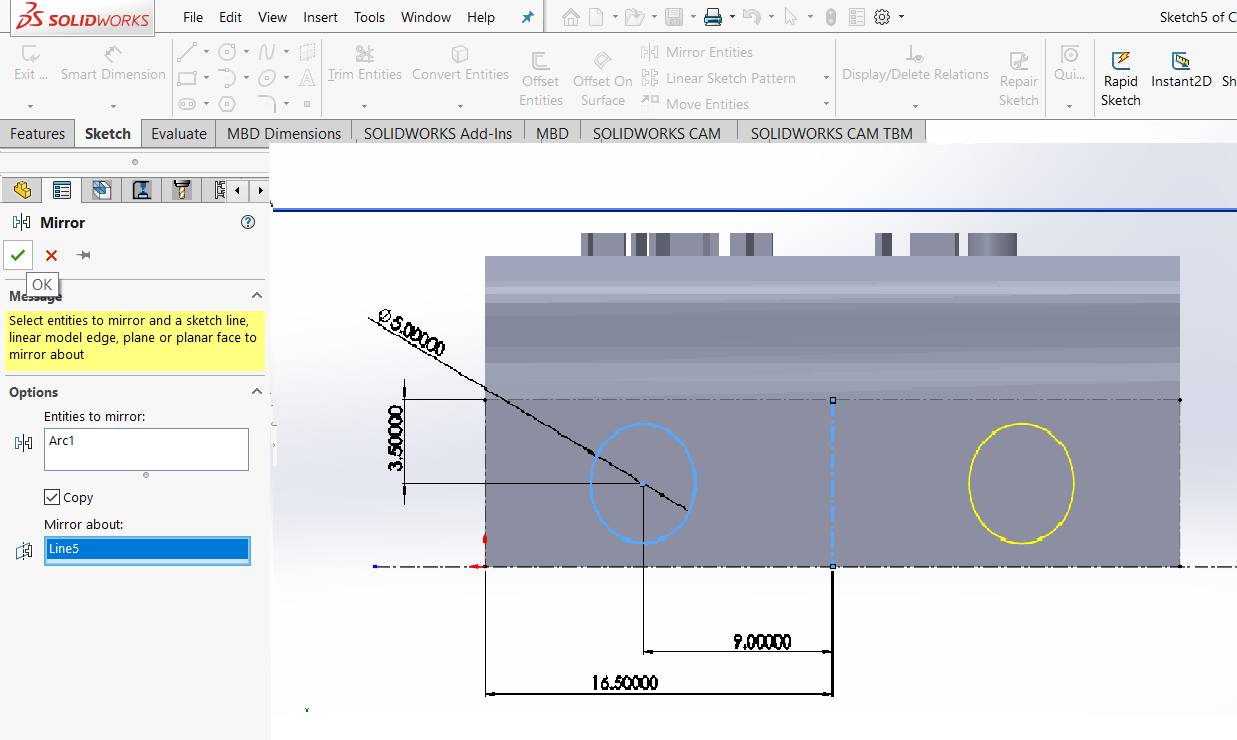 SOLIDWORKS File Edit View Insert Tools Window Help Sketch5 of C
Exit ... Smart Dimension Trim Entities Convert Entities Offset Entities Offset On Surface Mirror Entities Linear Sketch Pattern Move Entities Display/Delete Relations Repair Sketch Qui... Rapid Sketch Instant2D Sh
Features Sketch Evaluate MBD Dimensions SOLIDWORKS Add-Ins MBD SOLIDWORKS CAM SOLIDWORKS CAM TBM
Mirror
OK
Message
Select entities to mirror and a sketch line,
linear model edge, plane or planar face to
mirror about
Options
Entities to mirror:
Arc1
Copy
Mirror about:
Line5
∅5.00000
3.50000
9.00000
16.50000